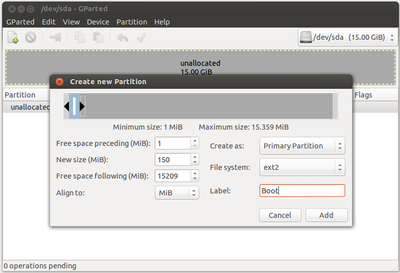 /dev/sda - GParted
GParted Edit View Device Partition Help
/dev/sda (15.00 GiB)
unallocated
15.00 GiB
Partition
Flags
unallocated
Create new Partition
Minimum size: 1 MiB Maximum size: 15.359 MiB
Free space preceding (MiB): 1
Create as: Primary Partition
New size (MiB): 150
File system: ext2
Free space following (MiB): 15209
Label: Boot
Align to: MiB
Cancel Add
0 operations pending